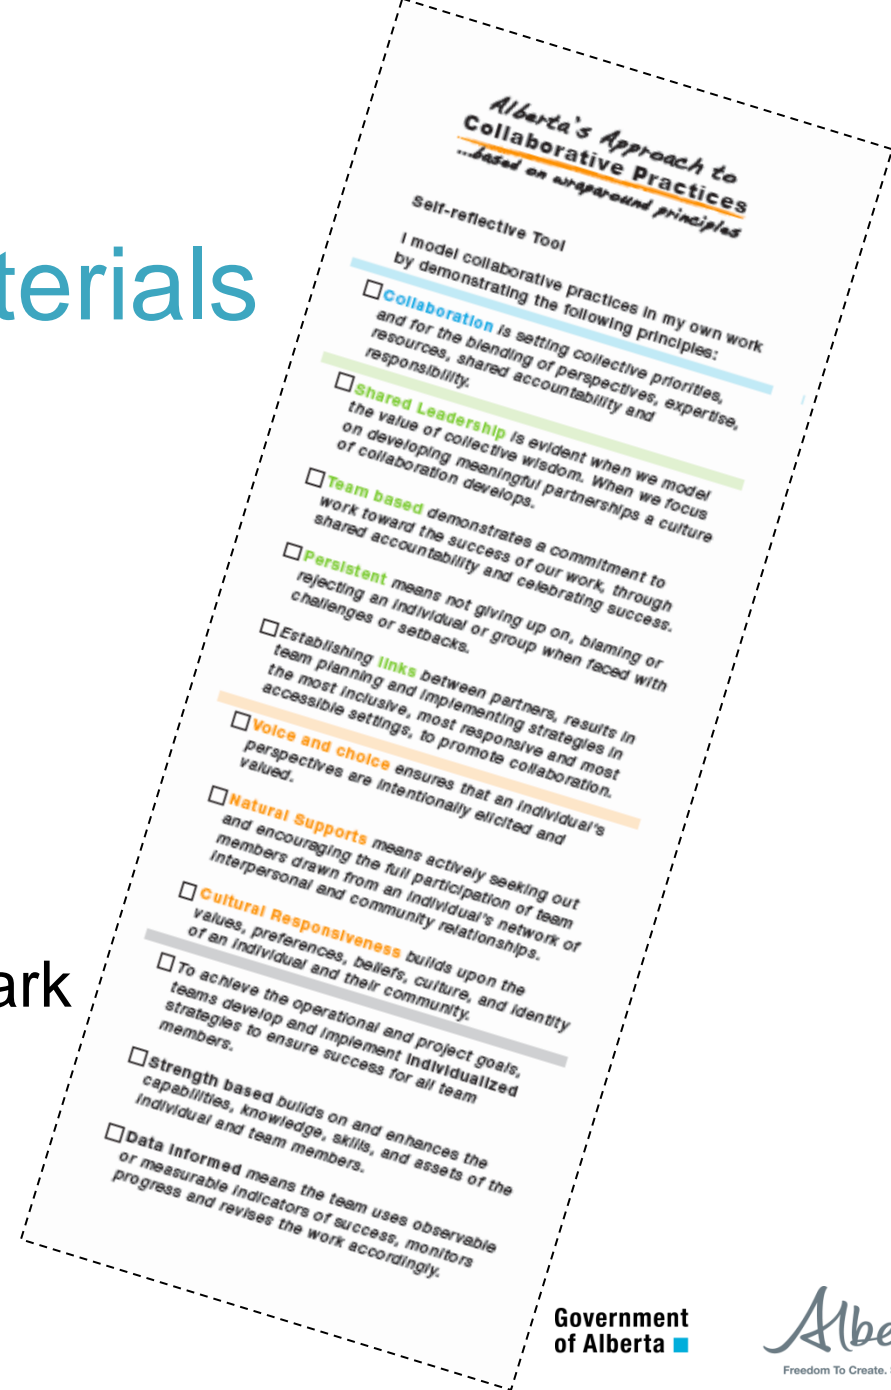 Alberta's Approach to
Collaborative Practices
...based on wraparound principles
Self-reflective Tool
I model collaborative practices in my own work
by demonstrating the following principles:
terials
Collaboration is setting collective priorities,
and for the blending of perspectives, expertise,
resources, shared accountability and
responsibility.
Shared Leadership is evident when we model
the value of collective wisdom. When we focus
on developing meaningful partnerships a culture
of collaboration develops.
Team based demonstrates a commitment to
work toward the success of our work, through
shared accountability and celebrating success.
Persistent means not giving up on, blaming or
rejecting an individual or group when faced with
challenges or setbacks.
Establishing links between partners, results in
team planning and implementing strategies in
the most inclusive, most responsive and most
accessible settings, to promote collaboration.
Voice and choice ensures that an individual's
perspectives are intentionally elicited and
valued.
Natural Supports means actively seeking out
and encouraging the full participation of team
members drawn from an individual's network of
interpersonal and community relationships.
Cultural Responsiveness builds upon the
values, preferences, beliefs, culture, and identity
of an individual and their community.
ark
To achieve the operational and project goals,
teams develop and implement individualized
strategies to ensure success for all team
members.
Strength based builds on and enhances the
capabilities, knowledge, skills, and assets of the
individual and team members.
Data informed means the team uses observable
or measurable indicators of success, monitors
progress and revises the work accordingly.
Government
of Alberta
Albe
Freedom To Create.